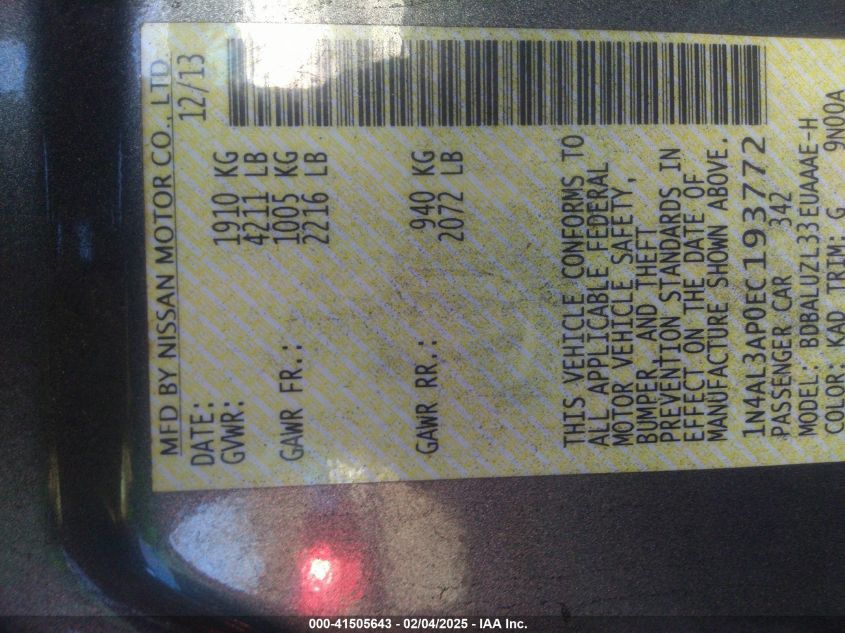 MFD BY NISSAN MOTOR CO., LTD.
DATE: 12/13
GVWR: 1910 KG
4211 LB
GAWR FR.: 1005 KG
2216 LB
GAWR RR.: 940 KG
2072 LB
THIS VEHICLE CONFORMS TO
ALL APPLICABLE FEDERAL
MOTOR VEHICLE SAFETY,
BUMPER, AND THEFT
PREVENTION STANDARDS IN
EFFECT ON THE DATE OF
MANUFACTURE SHOWN ABOVE.
1N4AL3AP0EC193772
PASSENGER CAR 342
MODEL: BDBALUZL33EUAAAE-H
COLOR: KAD TRIM: G 9N00A
000-41505643 - 02/04/2025 - IAA Inc.